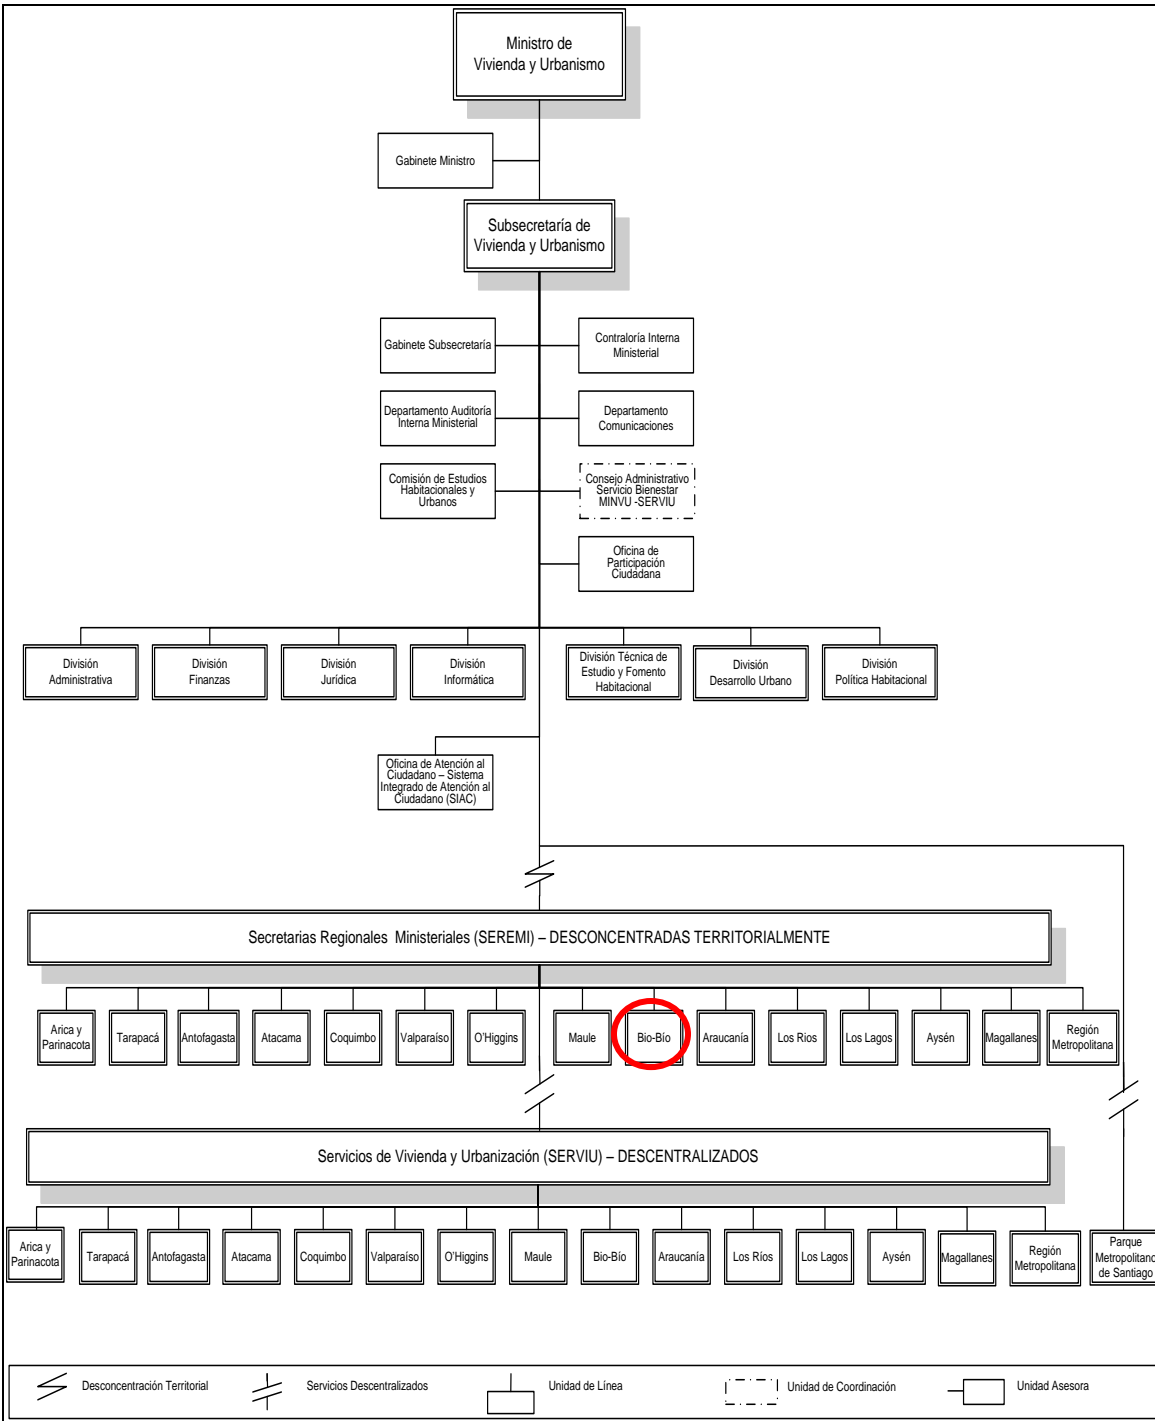 Ministro de
Vivienda y Urbanismo
Gabinete Ministro
Subsecretaría de
Vivienda y Urbanismo
Gabinete Subsecretaría
Contraloría Interna
Ministerial
Departamento Auditoría
Interna Ministerial
Departamento
Comunicaciones
Comisión de Estudios
Habitacionales y
Urbanos
Consejo Administrativo
Servicio Bienestar
MINVU -SERVIU
Oficina de
Participación
Ciudadana
División
Administrativa
División
Finanzas
División
Jurídica
División
Informática
División Técnica de
Estudio y Fomento
Habitacional
División
Desarrollo Urbano
División
Política Habitacional
Oficina de Atención al
Ciudadano – Sistema
Integrado de Atención al
Ciudadano (SIAC)
Secretarias Regionales Ministeriales (SEREMI) – DESCONCENTRADAS TERRITORIALMENTE
Arica y
Parinacota
Tarapacá
Antofagasta
Atacama
Coquimbo
Valparaíso
O'Higgins
Maule
Bio-Bío
Araucanía
Los Rios
Los Lagos
Aysén
Magallanes
Región
Metropolitana
Servicios de Vivienda y Urbanización (SERVIU) – DESCENTRALIZADOS
Arica y
Parinacota
Tarapacá
Antofagasta
Atacama
Coquimbo
Valparaíso
O'Higgins
Maule
Bio-Bío
Araucanía
Los Ríos
Los Lagos
Aysén
Magallanes
Región
Metropolitana
Parque
Metropolitano
de Santiago
Desconcentración Territorial
Servicios Descentralizados
Unidad de Línea
Unidad de Coordinación
Unidad Asesora